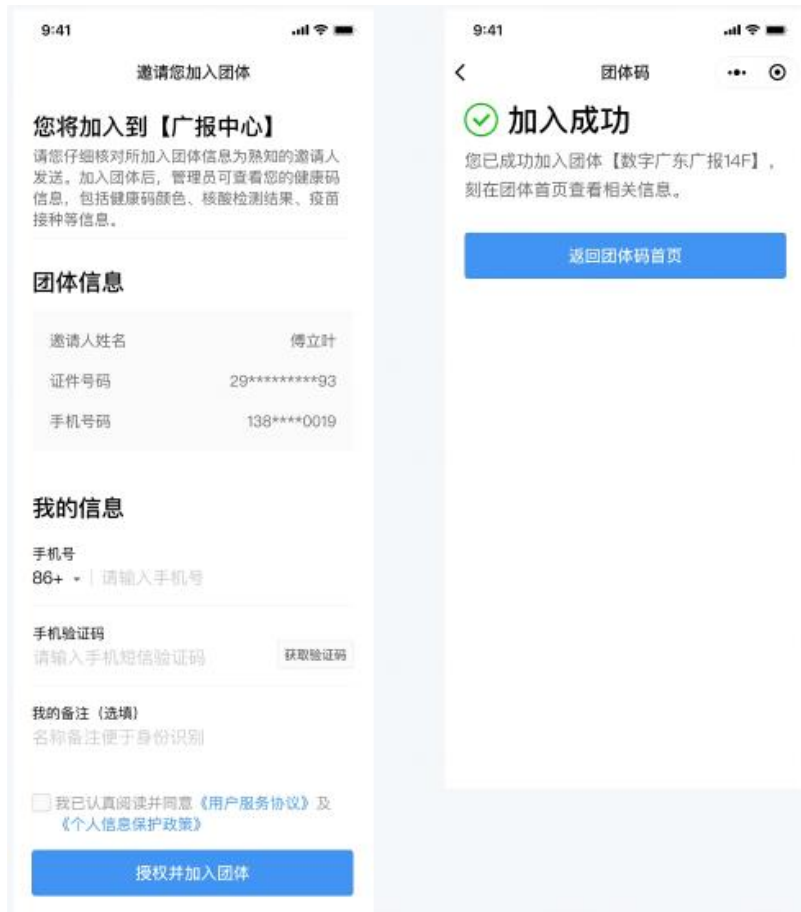 9:41
邀请您加入团体
您将加入到【广报中心】
请您仔细核对所加入团体信息为熟知的邀请人
发送。加入团体后，管理员可查看您的健康码
信息，包括健康码颜色、核酸检测结果、疫苗
接种等信息。
团体信息
邀请人姓名 傅立叶
证件号码 29*********93
手机号码 138****0019
我的信息
手机号
86+ 请输入手机号
手机验证码
请输入手机短信验证码 获取验证码
我的备注（选填）
名称备注便于身份识别
我已认真阅读并同意《用户服务协议》及
《个人信息保护政策》
授权并加入团体
9:41
团体码
加入成功
您已成功加入团体【数字广东广报14F】，
刻在团体首页查看相关信息。
返回团体码首页